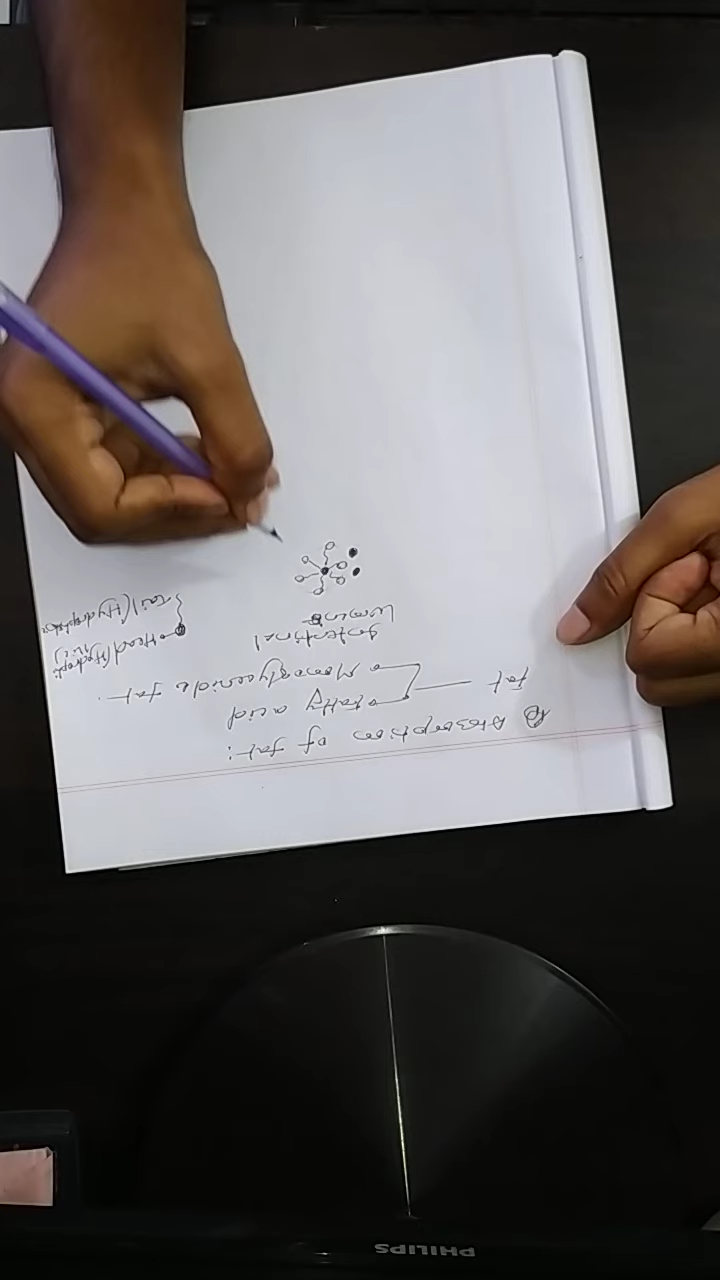 Absorption of fat:
fat
fatty acid
Monoglyceride fat.
Intestinal
Lumen
Head (Hydrophilic)
Tail (Hydrophobic
PHILIPS